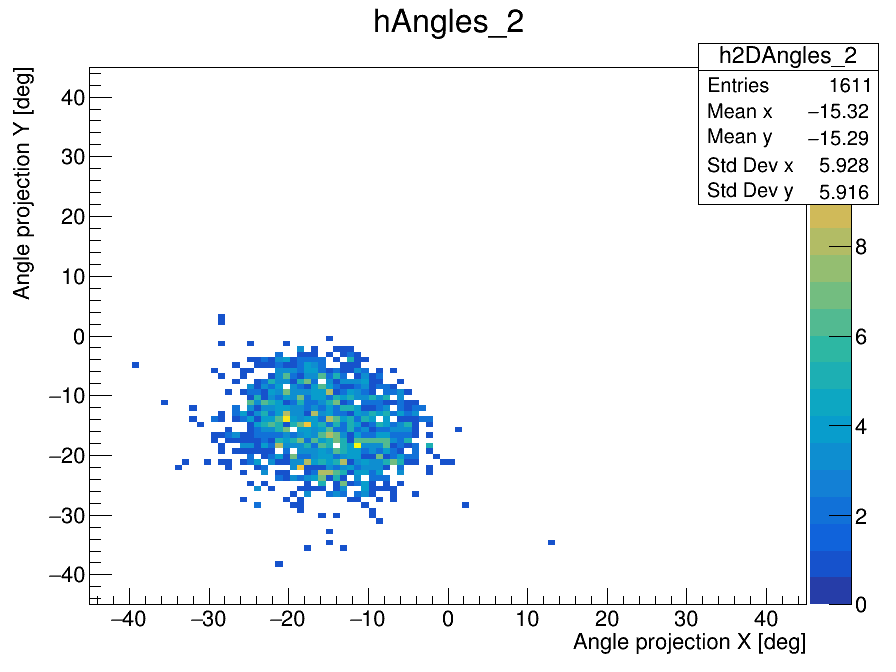 hAngles_2
h2DAngles_2
Entries 1611
Mean x −15.32
Mean y −15.29
Std Dev x 5.928
Std Dev y 5.916
Angle projection Y [deg]
40
30
20
10
0
−10
−20
−30
−40
8
6
4
2
0
−40 −30 −20 −10 0 10 20 30 40
Angle projection X [deg]